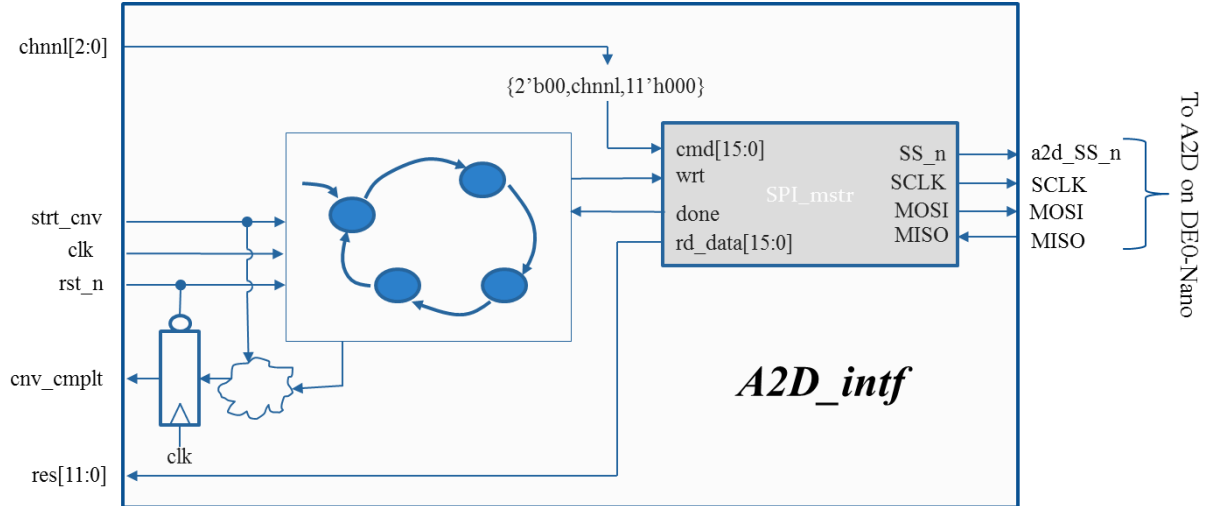 chnnl[2:0]
{2’b00,chnnl,11’h000}
cmd[15:0]
wrt
done
rd_data[15:0]
SPI_mstr
SS_n
SCLK
MOSI
MISO
a2d_SS_n
SCLK
MOSI
MISO
To A2D on DE0-Nano
strt_cnv
clk
rst_n
cnv_cmplt
clk
res[11:0]
A2D_intf